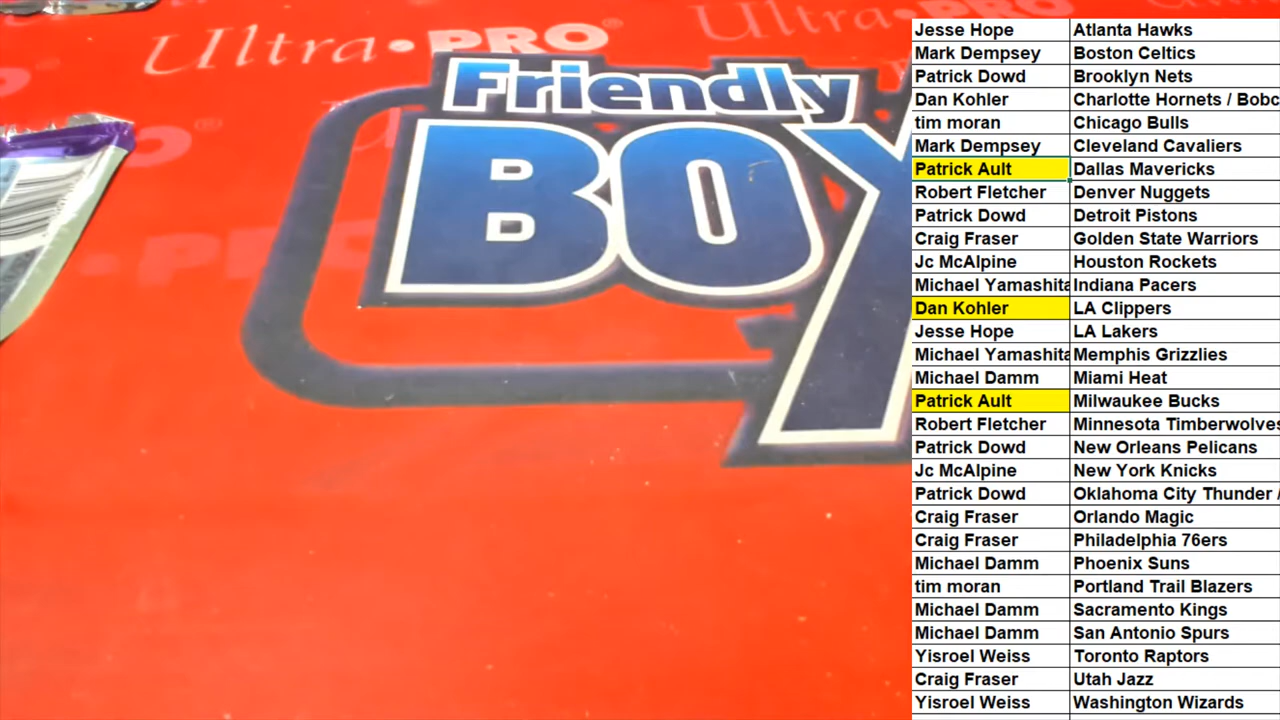 Ultra PRO®
Ultra PRO
Friendly
BOY
PRO
Jesse Hope Atlanta Hawks
Mark Dempsey Boston Celtics
Patrick Dowd Brooklyn Nets
Dan Kohler Charlotte Hornets / Bobc
tim moran Chicago Bulls
Mark Dempsey Cleveland Cavaliers
Patrick Ault Dallas Mavericks
Robert Fletcher Denver Nuggets
Patrick Dowd Detroit Pistons
Craig Fraser Golden State Warriors
Jc McAlpine Houston Rockets
Michael Yamashita Indiana Pacers
Dan Kohler LA Clippers
Jesse Hope LA Lakers
Michael Yamashita Memphis Grizzlies
Michael Damm Miami Heat
Patrick Ault Milwaukee Bucks
Robert Fletcher Minnesota Timberwolves
Patrick Dowd New Orleans Pelicans
Jc McAlpine New York Knicks
Patrick Dowd Oklahoma City Thunder /
Craig Fraser Orlando Magic
Craig Fraser Philadelphia 76ers
Michael Damm Phoenix Suns
tim moran Portland Trail Blazers
Michael Damm Sacramento Kings
Michael Damm San Antonio Spurs
Yisroel Weiss Toronto Raptors
Craig Fraser Utah Jazz
Yisroel Weiss Washington Wizards